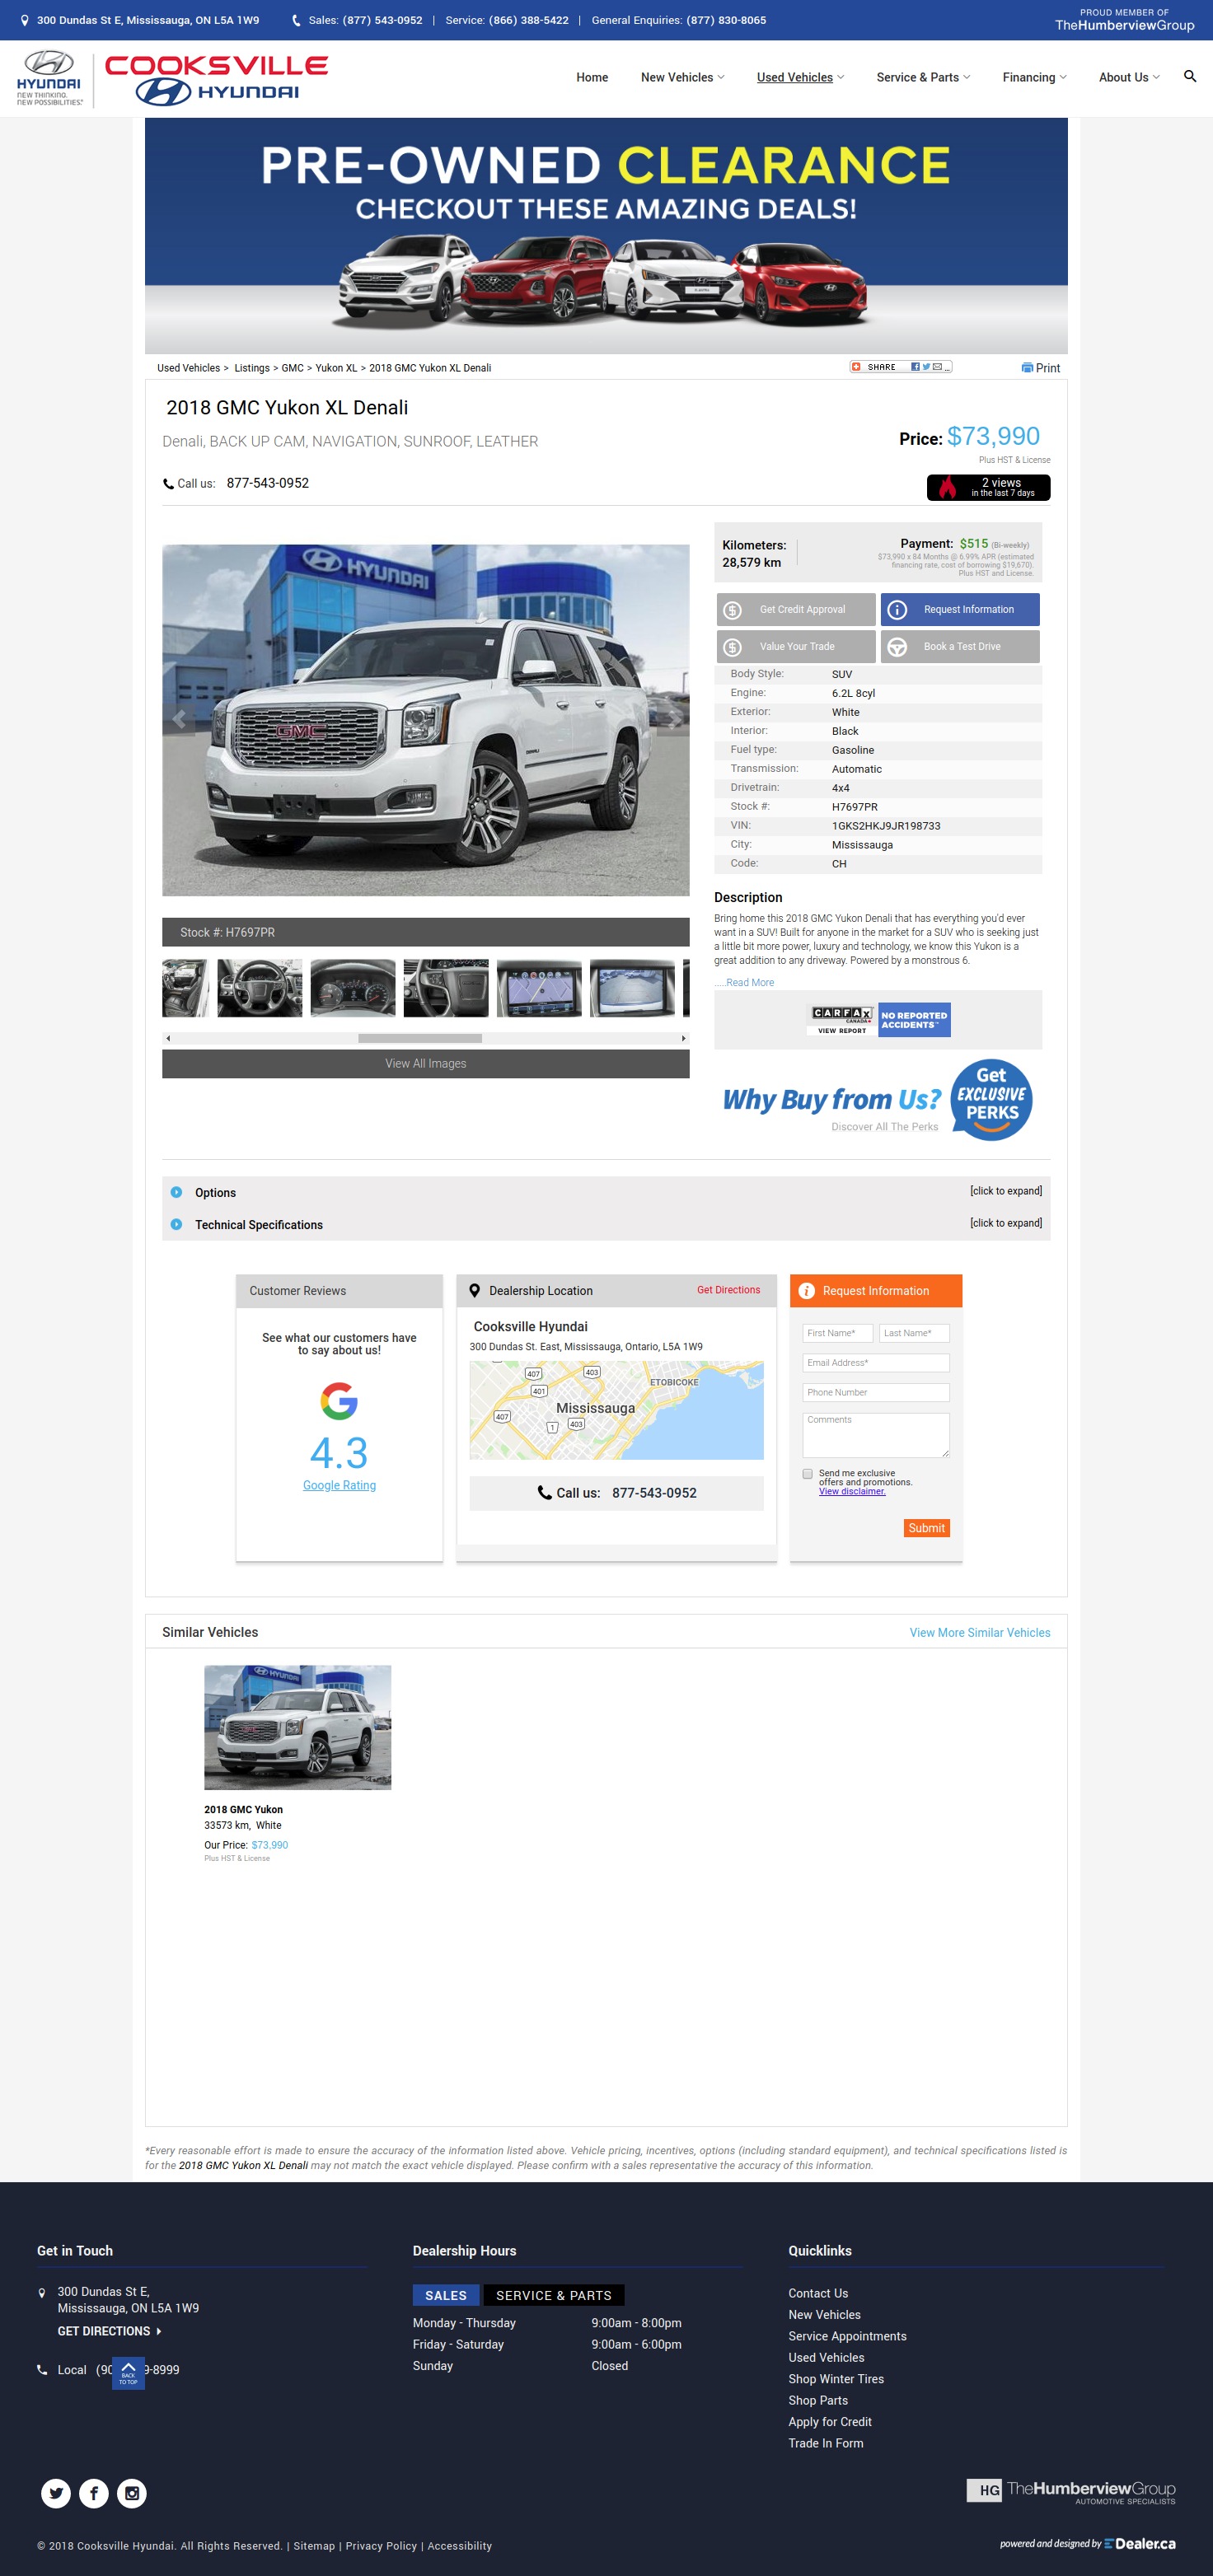 300 Dundas St E, Mississauga, ON L5A 1W9 Sales: (877) 543-0952 | Service: (866) 388-5422 | General Enquiries: (877) 830-8065
PROUD MEMBER OF
TheHumberviewGroup
HYUNDAI
NEW THINKING.
NEW POSSIBILITIES.
COOKSVILLE
HYUNDAI
Home New Vehicles Used Vehicles Service & Parts Financing About Us
PRE-OWNED CLEARANCE
CHECKOUT THESE AMAZING DEALS!
Used Vehicles > Listings > GMC > Yukon XL > 2018 GMC Yukon XL Denali
SHARE ...
Print
2018 GMC Yukon XL Denali
Denali, BACK UP CAM, NAVIGATION, SUNROOF, LEATHER
Price: $73,990
Plus HST & License
Call us: 877-543-0952
2 views
in the last 7 days
HYUNDAI
GMC
Kilometers:
28,579 km
Payment: $515 (Bi-weekly)
$73,990 x 84 Months @ 6.99% APR (estimated
financing rate, cost of borrowing $19,670).
Plus HST and License.
Get Credit Approval
Request Information
Value Your Trade
Book a Test Drive
Body Style: SUV
Engine: 6.2L 8cyl
Exterior: White
Interior: Black
Fuel type: Gasoline
Transmission: Automatic
Drivetrain: 4x4
Stock #: H7697PR
VIN: 1GKS2HKJ9JR198733
City: Mississauga
Code: CH
Description
Bring home this 2018 GMC Yukon Denali that has everything you'd ever
want in a SUV! Built for anyone in the market for a SUV who is seeking just
a little bit more power, luxury and technology, we know this Yukon is a
great addition to any driveway. Powered by a monstrous 6.
.....Read More
CARFAX
CANADA
VIEW REPORT
NO REPORTED
ACCIDENTS
Stock #: H7697PR
View All Images
Why Buy from Us?
Discover All The Perks
Get
EXCLUSIVE
PERKS
Options [click to expand]
Technical Specifications [click to expand]
Customer Reviews
See what our customers have
to say about us!
4.3
Google Rating
Dealership Location Get Directions
Cooksville Hyundai
300 Dundas St. East, Mississauga, Ontario, L5A 1W9
407
403
401
ETOBICOKE
Mississauga
407
1
403
Call us: 877-543-0952
Request Information
First Name* Last Name*
Email Address*
Phone Number
Comments
Send me exclusive
offers and promotions.
View disclaimer.
Submit
Similar Vehicles View More Similar Vehicles
HYUNDAI
2018 GMC Yukon
33573 km, White
Our Price: $73,990
Plus HST & License
*Every reasonable effort is made to ensure the accuracy of the information listed above. Vehicle pricing, incentives, options (including standard equipment), and technical specifications listed is
for the 2018 GMC Yukon XL Denali may not match the exact vehicle displayed. Please confirm with a sales representative the accuracy of this information.
Get in Touch
300 Dundas St E,
Mississauga, ON L5A 1W9
GET DIRECTIONS
Local (90 9-8999
BACK
TO TOP
Dealership Hours
SALES SERVICE & PARTS
Monday - Thursday 9:00am - 8:00pm
Friday - Saturday 9:00am - 6:00pm
Sunday Closed
Quicklinks
Contact Us
New Vehicles
Service Appointments
Used Vehicles
Shop Winter Tires
Shop Parts
Apply for Credit
Trade In Form
HG TheHumberviewGroup
AUTOMOTIVE SPECIALISTS
© 2018 Cooksville Hyundai. All Rights Reserved. | Sitemap | Privacy Policy | Accessibility
powered and designed by EDealer.ca